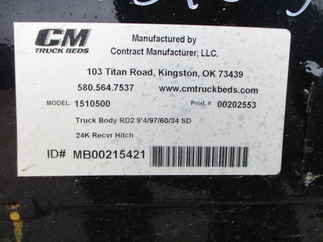 CM
TRUCK BEDS
Manufactured by
Contract Manufacturer, LLC.
103 Titan Road, Kingston, OK 73439
580.564.7537 www.cmtruckbeds.com
MODEL: 1510500 Prod. # 00202553
Truck Body RD2 9'4/97/60/34 SD
24K Recvr Hitch
ID# MB00215421